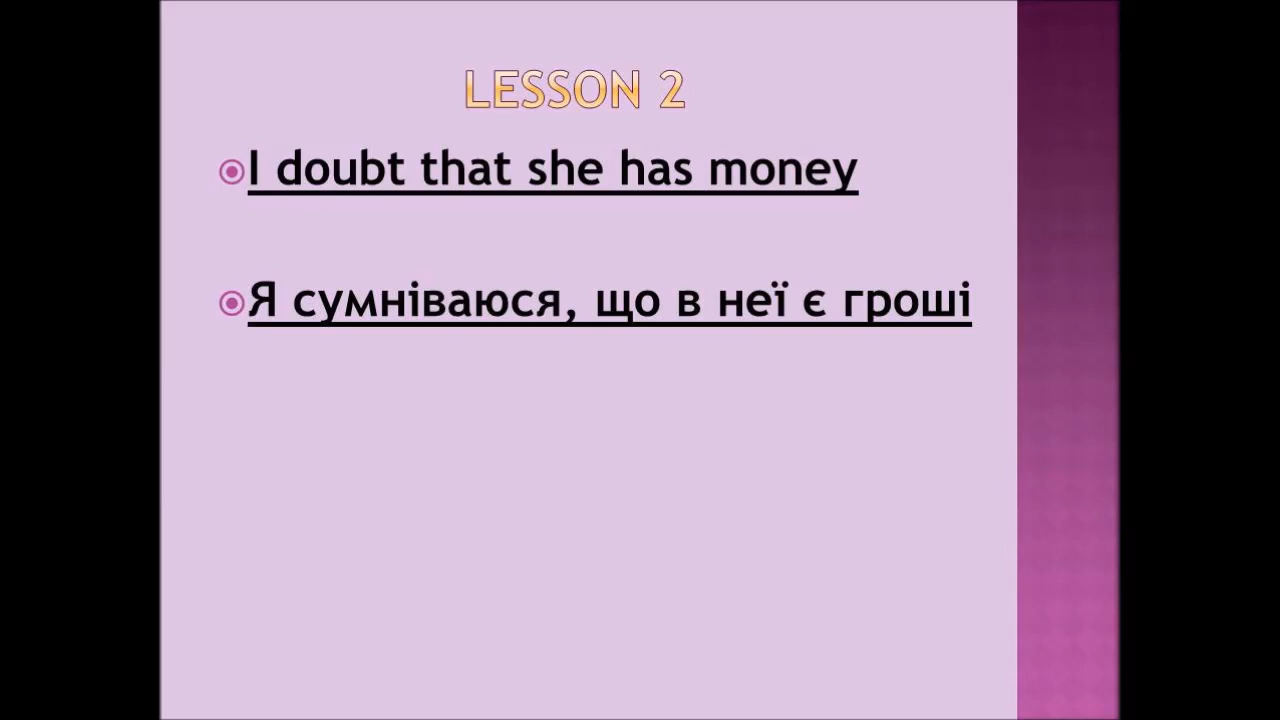 LESSON 2
I doubt that she has money
Я сумніваюся, що в неї є гроші